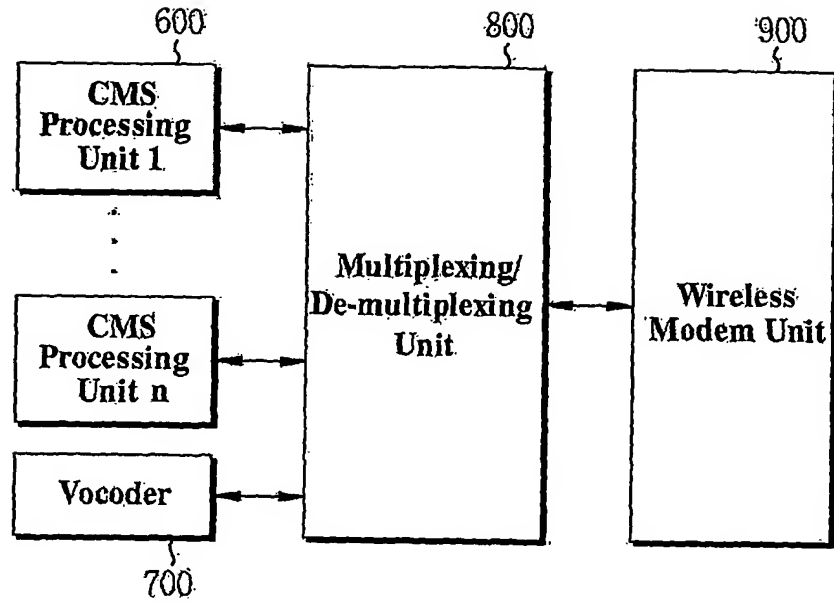 600
800
900
CMS
Processing
Unit 1
Multiplexing/
De-multiplexing
Unit
Wireless
Modem Unit
CMS
Processing
Unit n
Vocoder
700